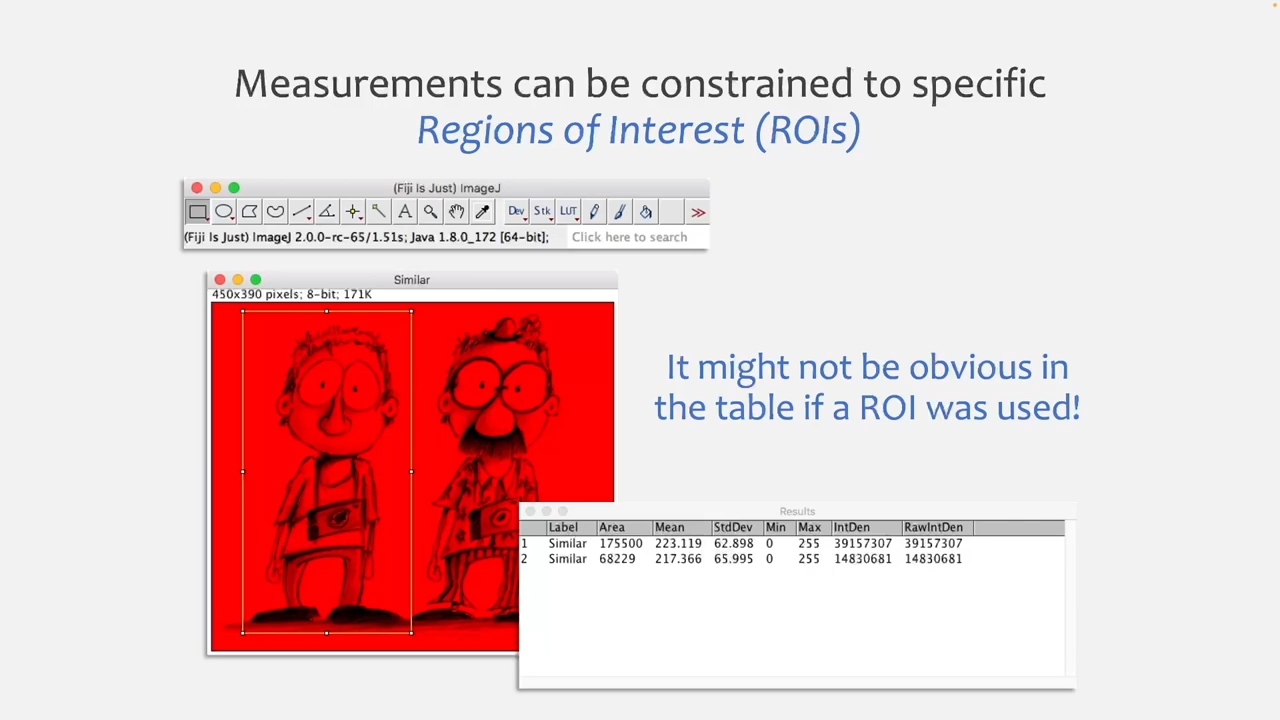 Measurements can be constrained to specific
Regions of Interest (ROIs)
(Fiji Is Just) ImageJ
A Dev Stk LUT
(Fiji Is Just) ImageJ 2.0.0-rc-65/1.51s; Java 1.8.0_172 [64-bit]; Click here to search
Similar
450x390 pixels; 8-bit; 171K
It might not be obvious in
the table if a ROI was used!
Results
Label Area Mean StdDev Min Max IntDen RawIntDen
1 Similar 175500 223.119 62.898 0 255 39157307 39157307
2 Similar 68229 217.366 65.995 0 255 14830681 14830681